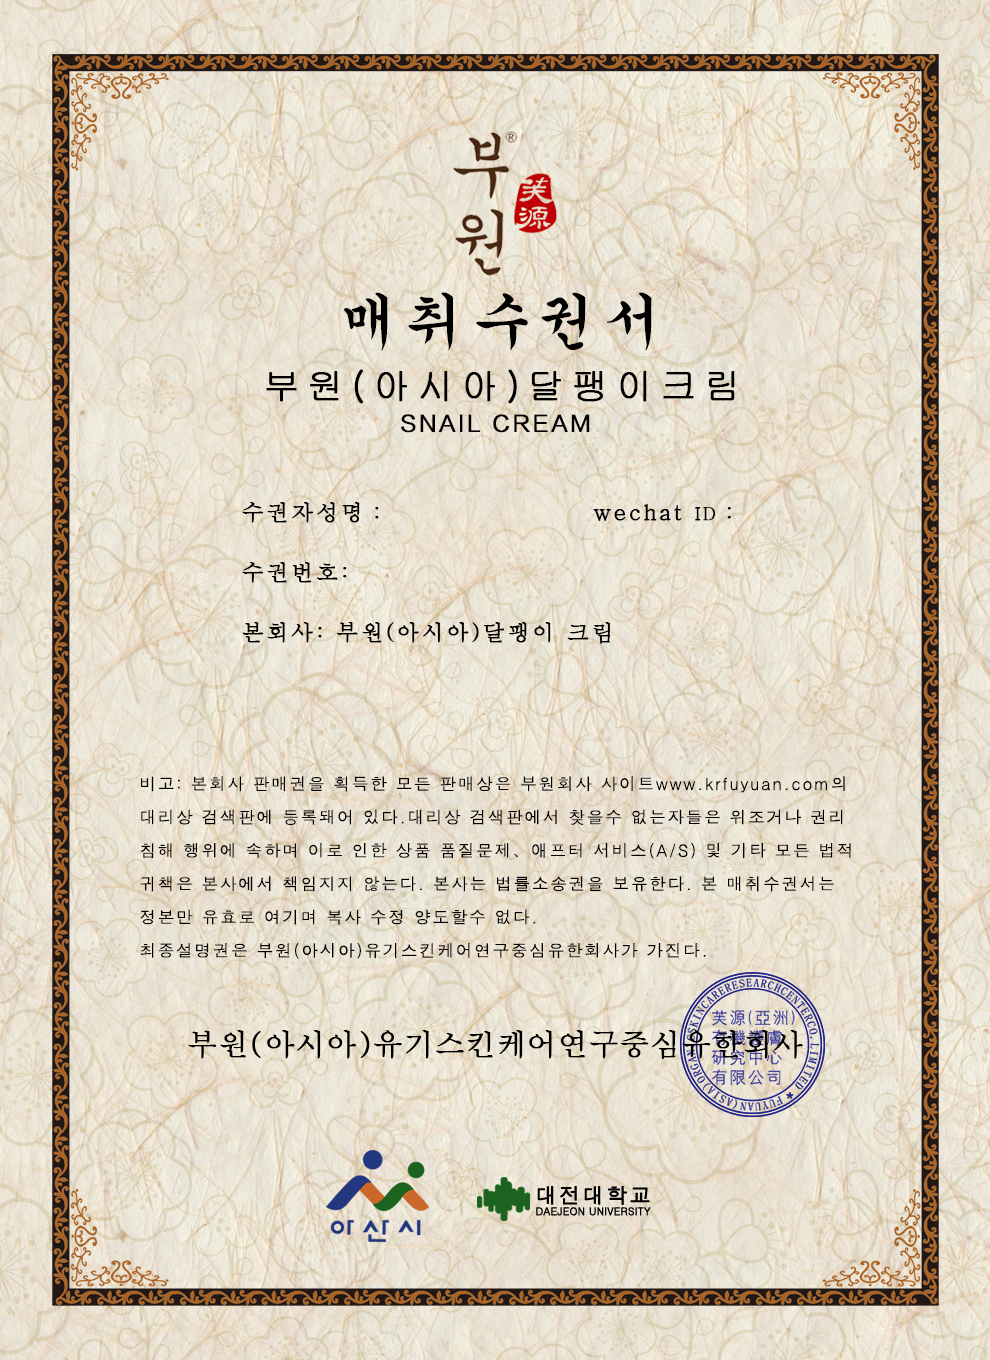 부원®
芙源
매취수권서
부원(아시아)달팽이크림
SNAIL CREAM
수권자성명 : wechat ID :
수권번호:
본회사: 부원(아시아)달팽이 크림
비고: 본회사 판매권을 획득한 모든 판매상은 부원회사 사이트www.krfuyuan.com의
대리상 검색판에 등록돼어 있다.대리상 검색판에서 찾을수 없는자들은 위조거나 권리
침해 행위에 속하며 이로 인한 상품 품질문제、애프터 서비스(A/S) 및 기타 모든 법적
귀책은 본사에서 책임지지 않는다. 본사는 법률소송권을 보유한다. 본 매취수권서는
정본만 유효로 여기며 복사 수정 양도할수 없다.
최종설명권은 부원(아시아)유기스킨케어연구중심유한회사가 가진다.
부원(아시아)유기스킨케어연구중심유한회사
FUYUAN(ASIA)ORGANICSKINCARERESEARCHCENTERCO.LIMITED
芙源(亞洲)
有機護膚
研究中心
有限公司
아산시
대전대학교
DAEJEON UNIVERSITY